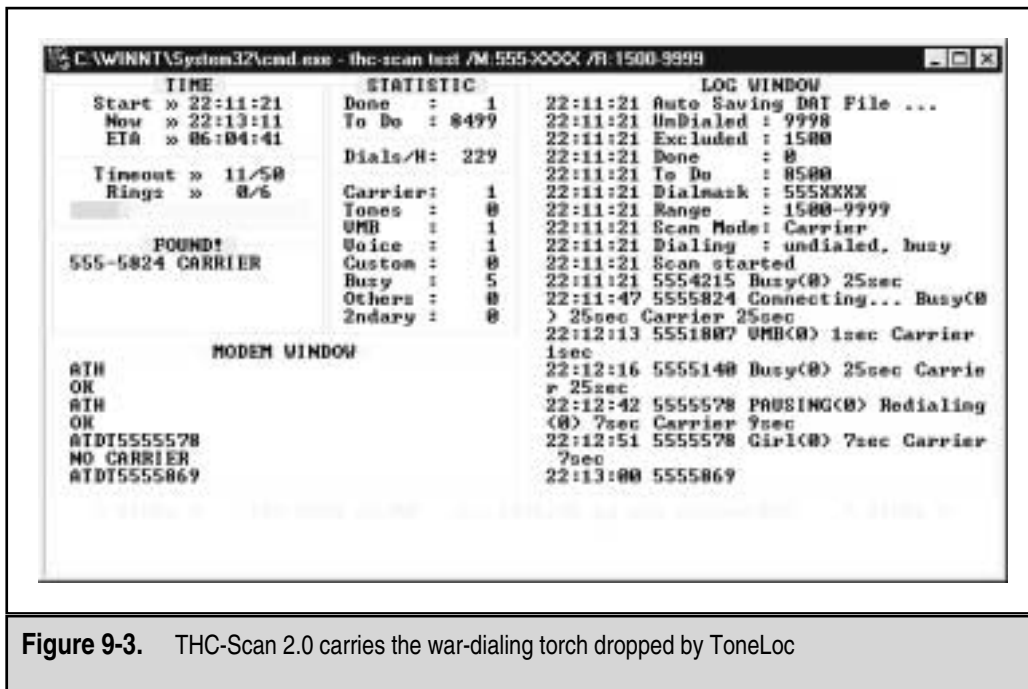 C:\WINNT\System32\cmd.exe - thc-scan test /M:555-XXXX /R:1500-9999
TIME
Start » 22:11:21
Now » 22:13:11
ETA » 06:04:41
Timeout » 11/50
Rings » 0/6
FOUND!
555-5824 CARRIER
STATISTIC
Done : 1
To Do : 8499
Dials/H: 229
Carrier: 1
Tones : 0
VMB : 1
Voice : 1
Custom : 0
Busy : 5
Others : 0
2ndary : 0
LOG WINDOW
22:11:21 Auto Saving DAT File ...
22:11:21 UnDialed : 9998
22:11:21 Excluded : 1500
22:11:21 Done : 0
22:11:21 To Do : 8500
22:11:21 Dialmask : 555XXXX
22:11:21 Range : 1500-9999
22:11:21 Scan Mode: Carrier
22:11:21 Dialing : undialed, busy
22:11:21 Scan started
22:11:21 5554215 Busy(0) 25sec
22:11:47 5555824 Connecting... Busy(0
) 25sec Carrier 25sec
22:12:13 5551807 VMB(0) 1sec Carrier
1sec
22:12:16 5555140 Busy(0) 25sec Carrie
r 25sec
22:12:42 5555578 PAUSING(0) Redialing
(0) 7sec Carrier 9sec
22:12:51 5555578 Girl(0) 7sec Carrier
7sec
22:13:00 5555869
MODEM WINDOW
ATH
OK
ATH
OK
ATDT5555578
NO CARRIER
ATDT5555869
Figure 9-3. THC-Scan 2.0 carries the war-dialing torch dropped by ToneLoc